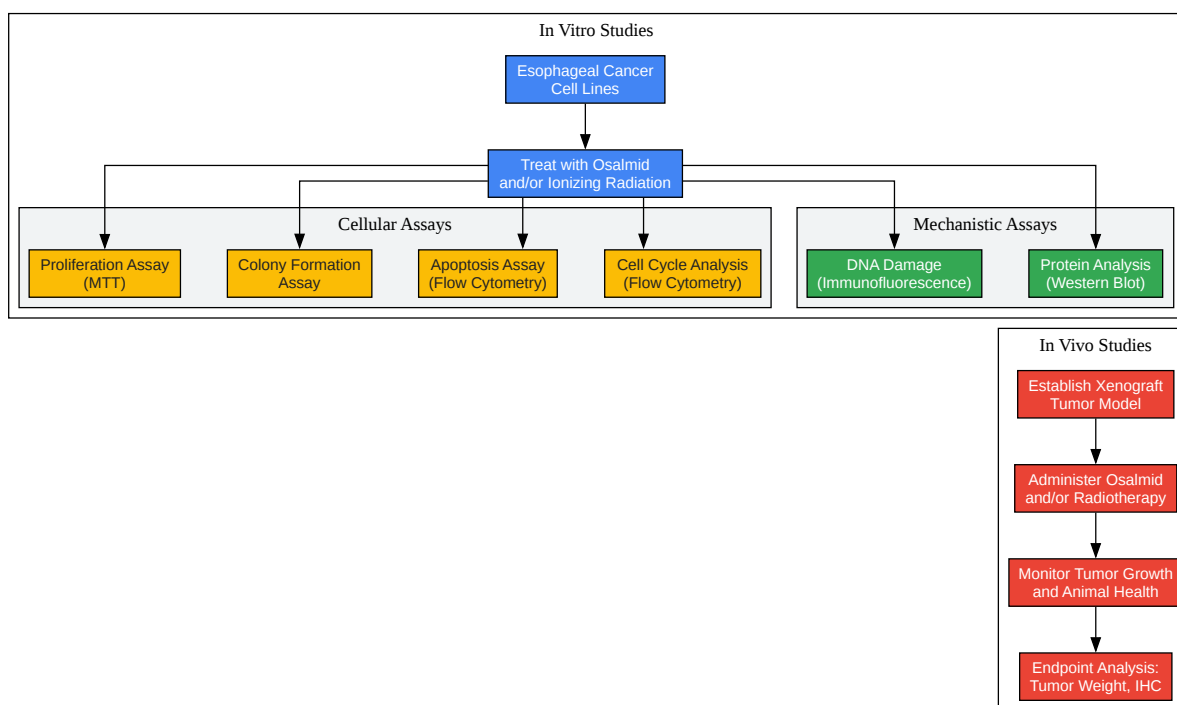 In Vitro Studies
Esophageal Cancer
Cell Lines
Treat with Osalmid
and/or Ionizing Radiation
Cellular Assays
Proliferation Assay
(MTT)
Colony Formation
Assay
Apoptosis Assay
(Flow Cytometry)
Cell Cycle Analysis
(Flow Cytometry)
Mechanistic Assays
DNA Damage
(Immunofluorescence)
Protein Analysis
(Western Blot)
In Vivo Studies
Establish Xenograft
Tumor Model
Administer Osalmid
and/or Radiotherapy
Monitor Tumor Growth
and Animal Health
Endpoint Analysis:
Tumor Weight, IHC